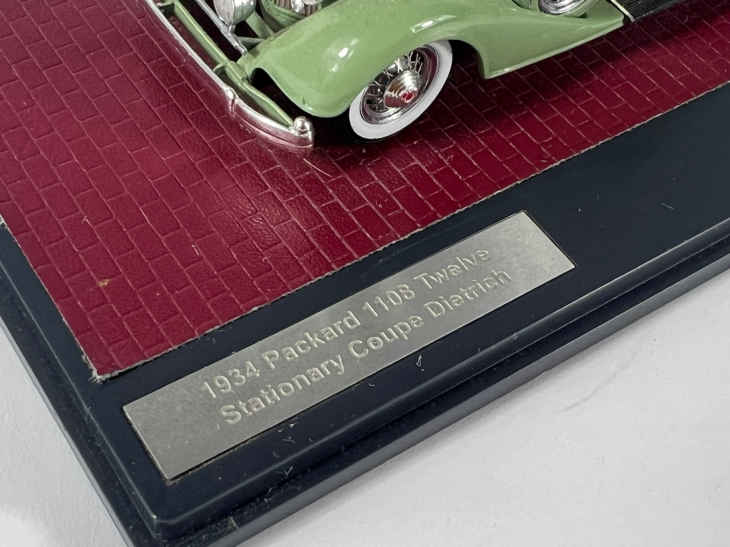 1934 Packard 1108 Twelve
Stationary Coupe Dietrich